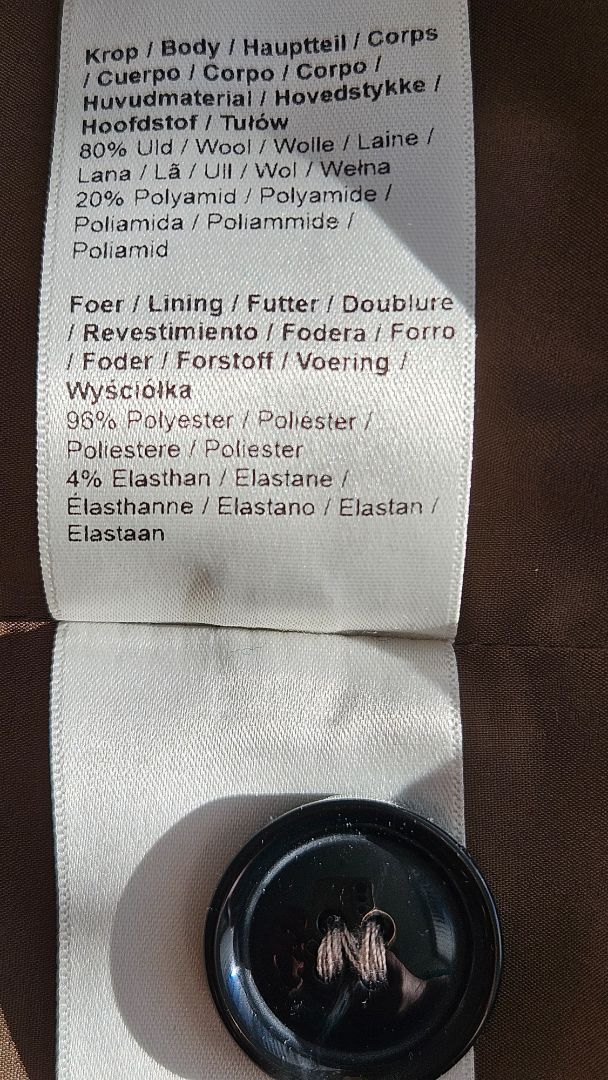 Krop / Body / Hauptteil / Corps
/ Cuerpo / Corpo / Corpo /
Huvudmaterial / Hovedstykke /
Hoofdstof / Tułów
80% Uld / Wool / Wolle / Laine /
Lana / Lã / Ull / Wol / Wełna
20% Polyamid / Polyamide /
Poliamida / Poliammide /
Poliamid
Foer / Lining / Futter / Doublure
/ Revestimiento / Fodera / Forro
/ Foder / Forstoff / Voering /
Wyściółka
96% Polyester / Poliéster /
Poliestere / Poliester
4% Elasthan / Elastane /
Élasthanne / Elastano / Elastan /
Elastaan